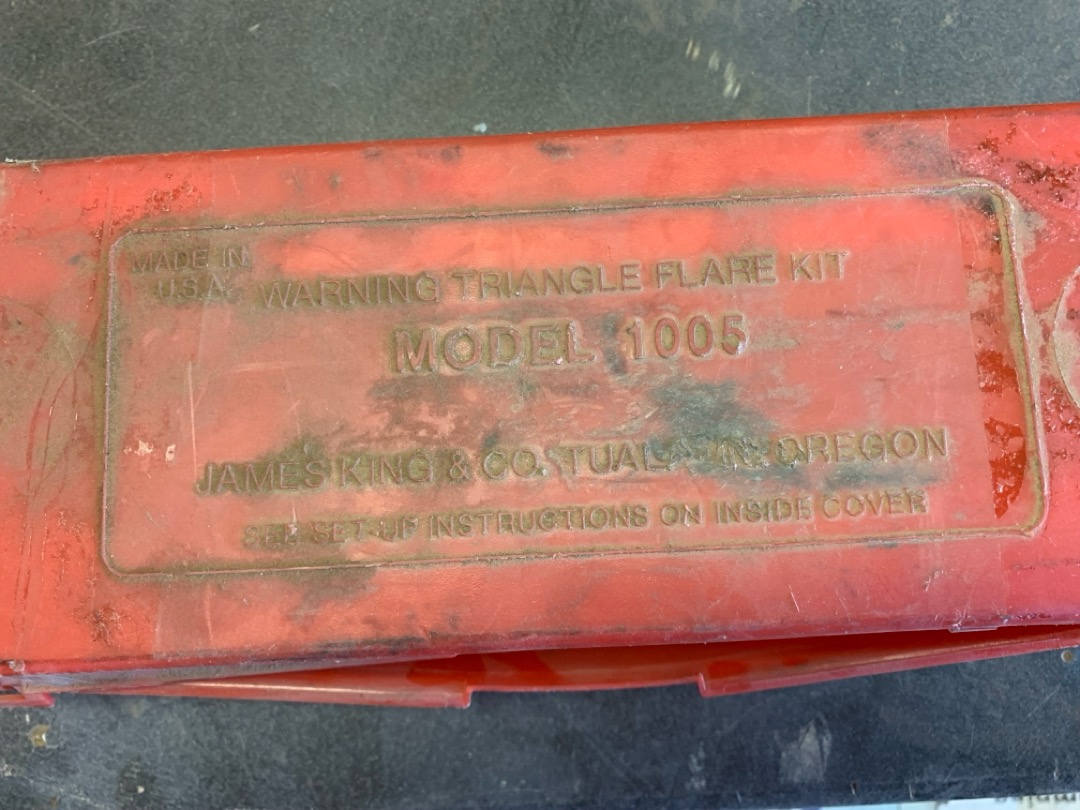 MADE IN
U.S.A.
WARNING TRIANGLE FLARE KIT
MODEL 1005
JAMES KING & CO. TUALATIN, OREGON
SEE SET-UP INSTRUCTIONS ON INSIDE COVER